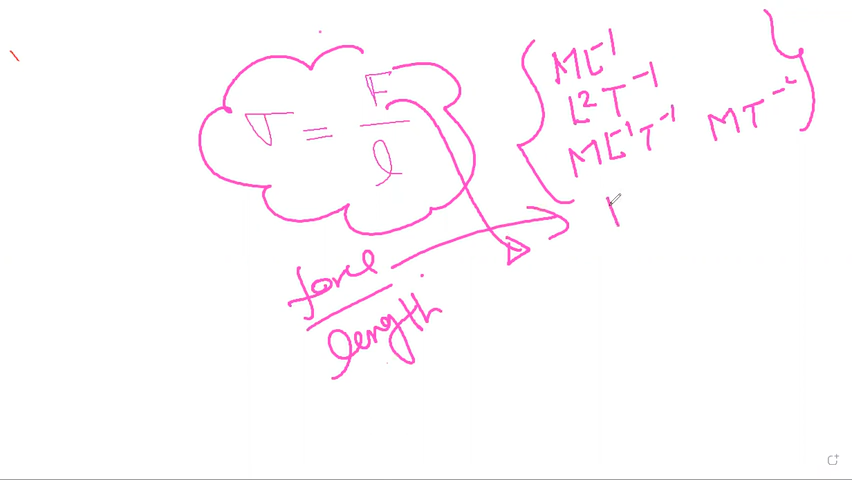 σ = F / l
force / length
ML⁻¹
L²T⁻¹
ML⁻¹T⁻¹ MT⁻²